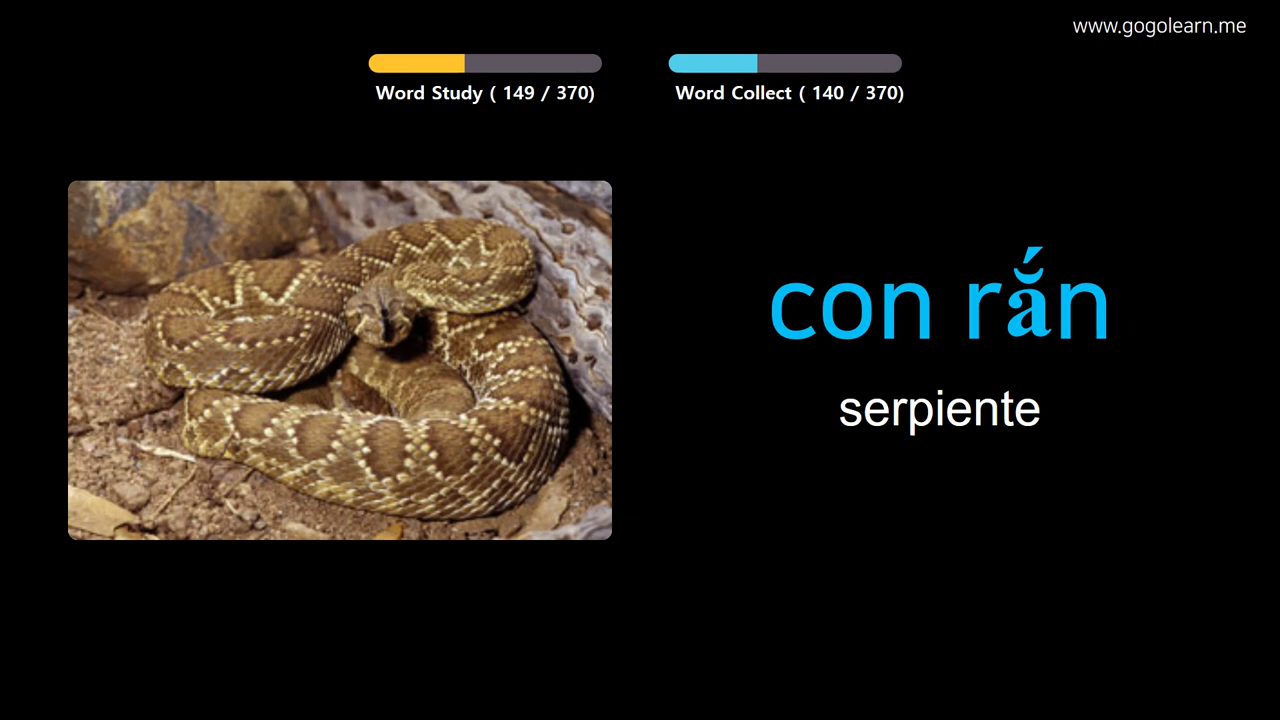 www.gogolearn.me
Word Study ( 149 / 370)
Word Collect ( 140 / 370)
con rắn
serpiente